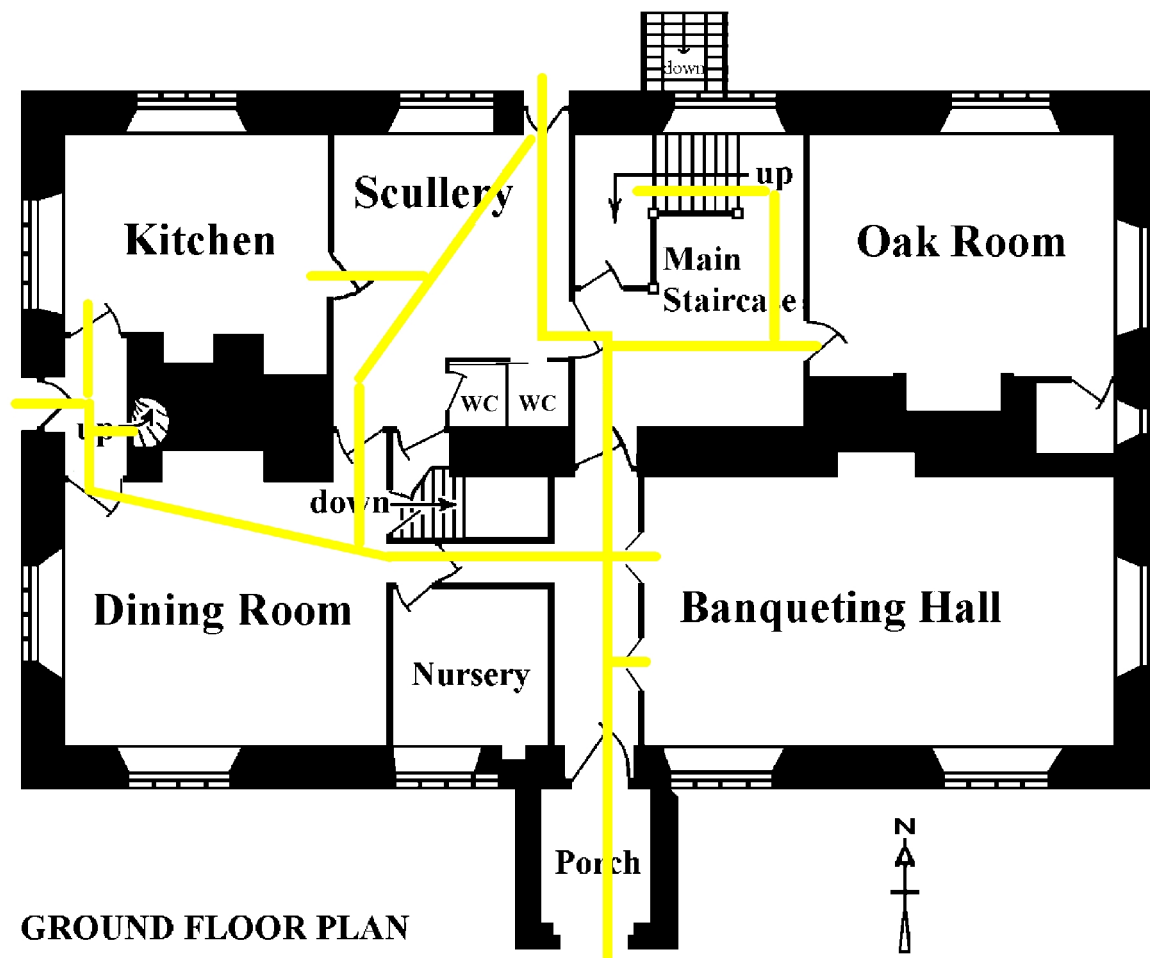 down
Scullery
up
Kitchen
Main
Staircase
Oak Room
WC
WC
up
down
Dining Room
Banqueting Hall
Nursery
Porch
N
GROUND FLOOR PLAN